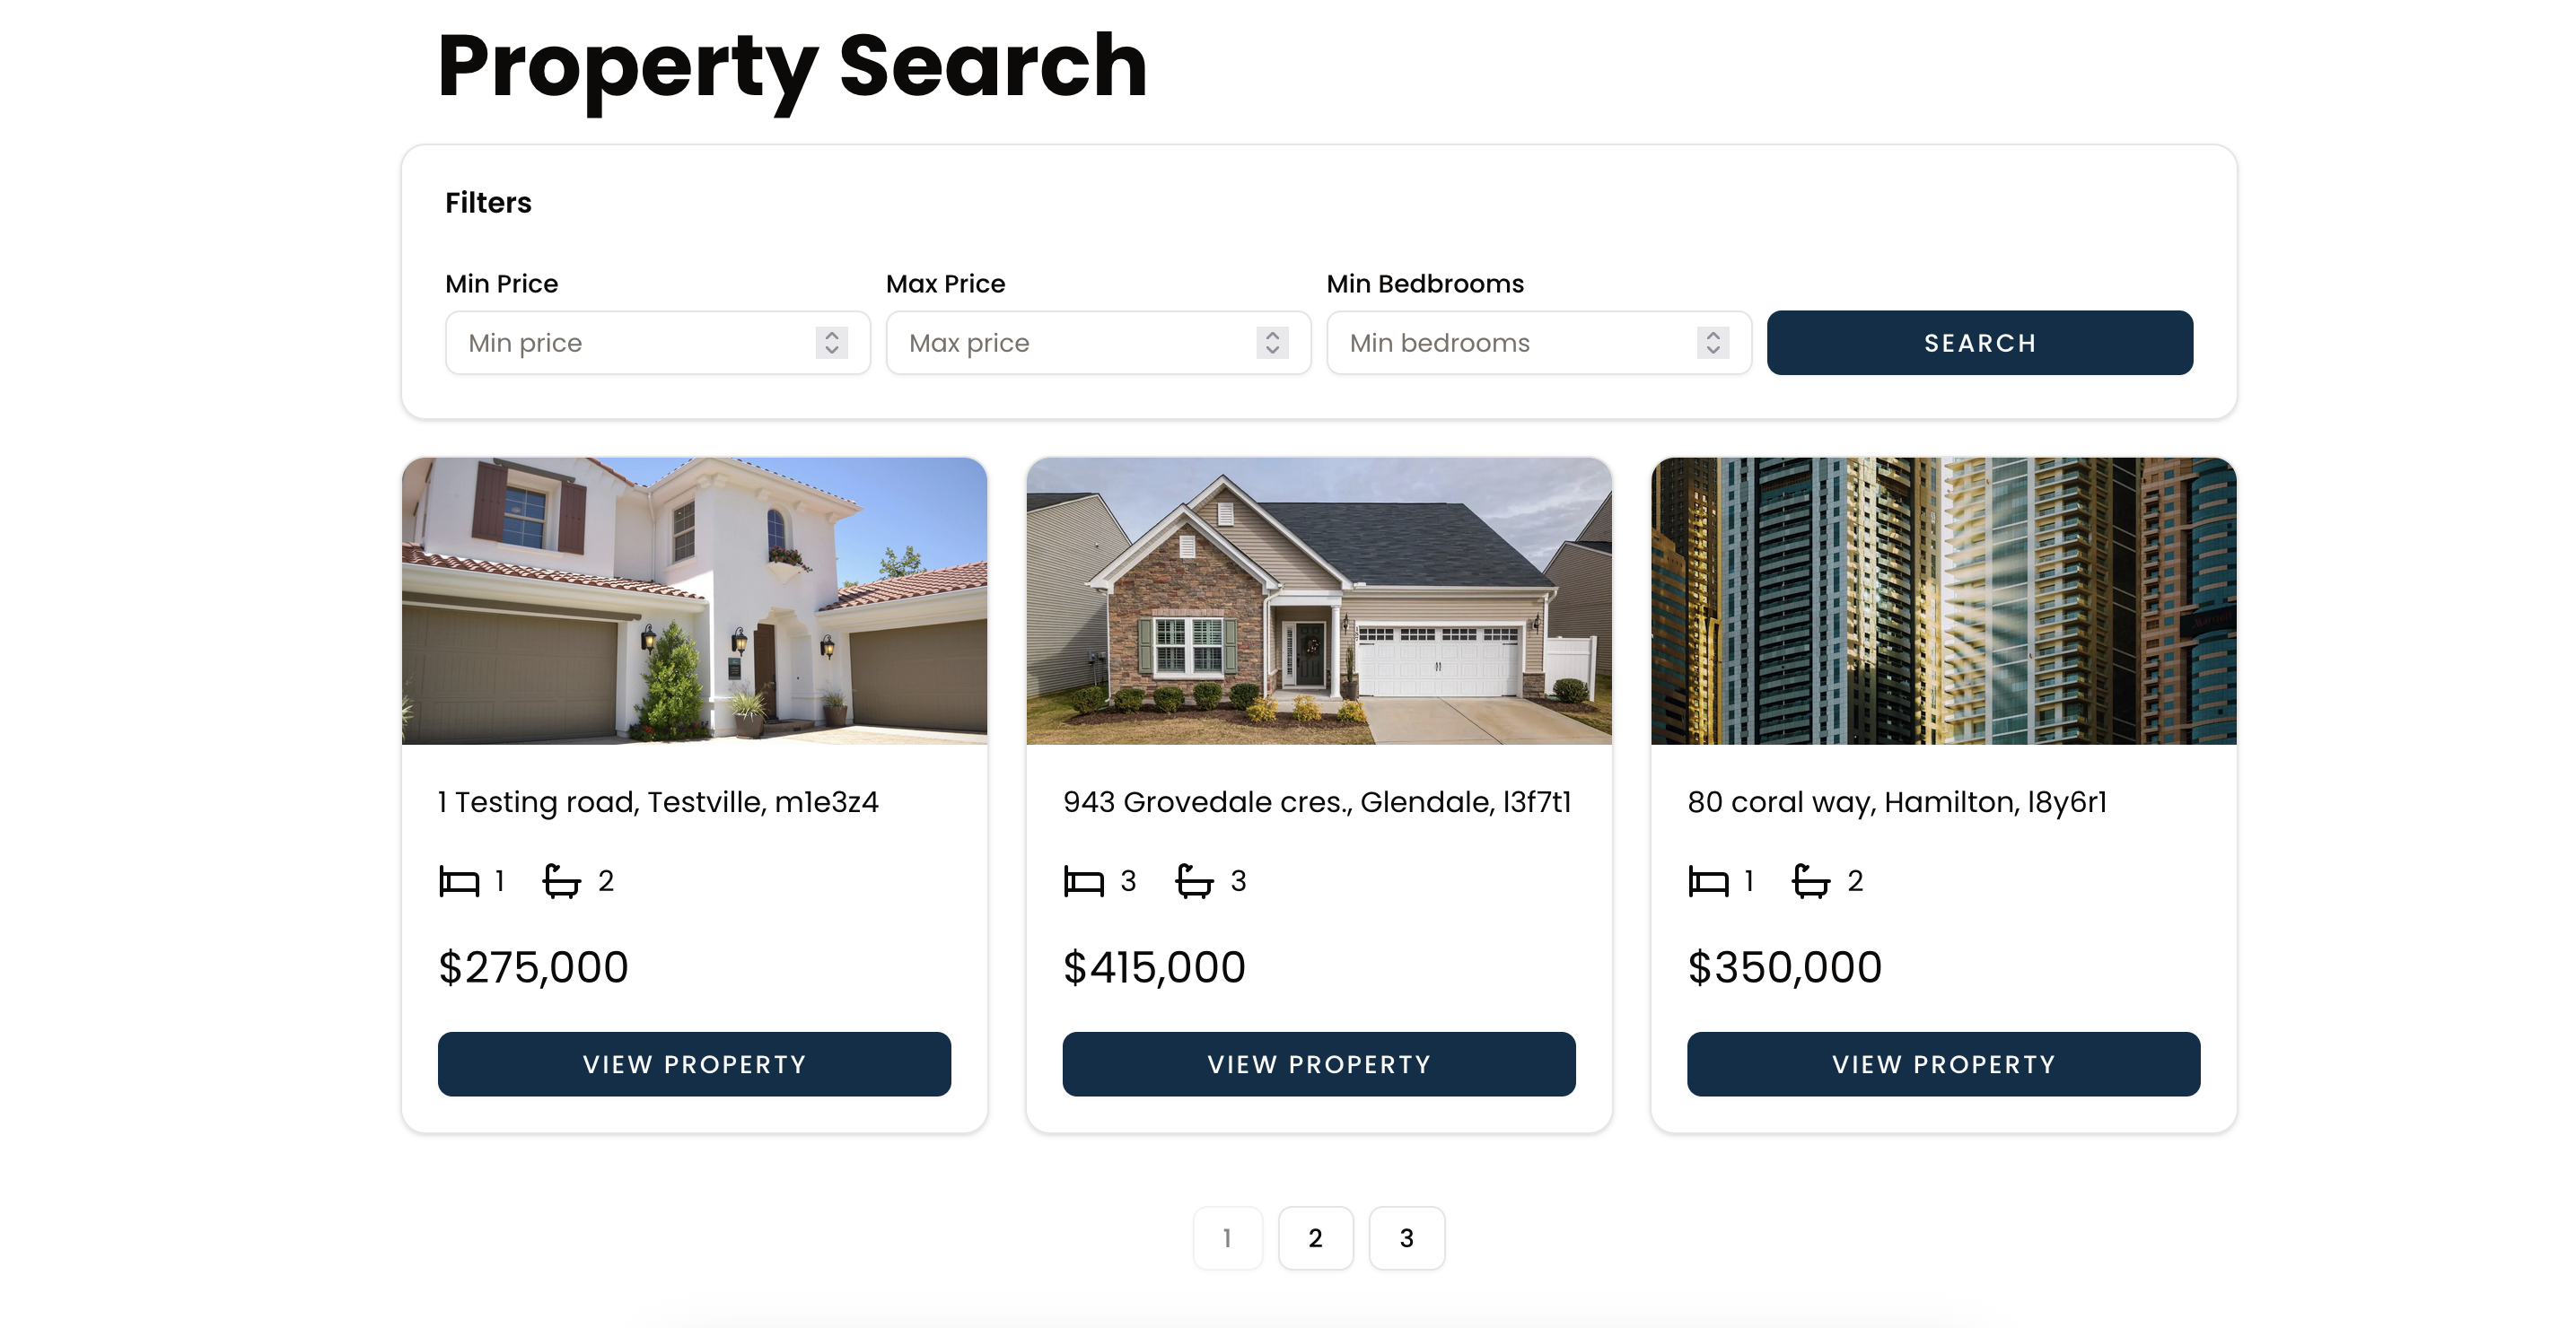 Property Search
Filters
Min Price
Max Price
Min Bedbrooms
Min price
Max price
Min bedrooms
SEARCH
1 Testing road, Testville, m1e3z4
1
2
$275,000
VIEW PROPERTY
943 Grovedale cres., Glendale, l3f7t1
3
3
$415,000
VIEW PROPERTY
80 coral way, Hamilton, l8y6r1
1
2
$350,000
VIEW PROPERTY
1
2
3